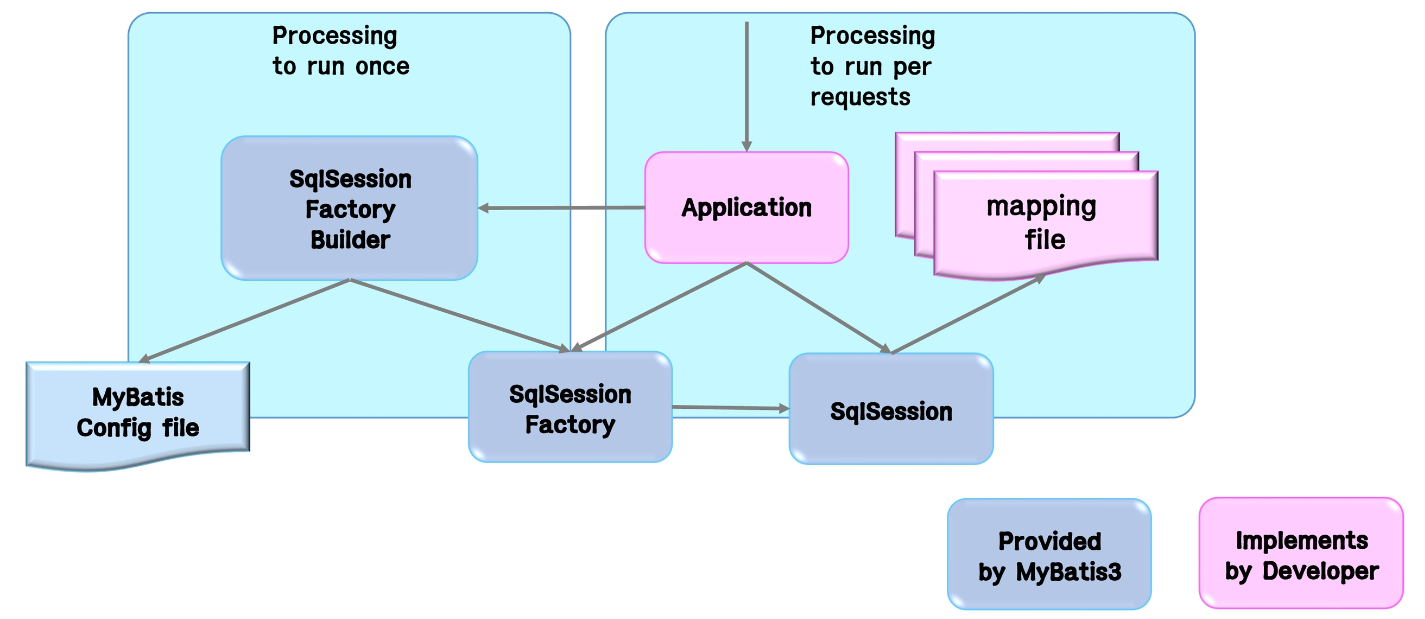 Processing
to run once
Processing
to run per
requests
SqlSession
Factory
Builder
Application
mapping
file
MyBatis
Config file
SqlSession
Factory
SqlSession
Provided
by MyBatis3
Implements
by Developer